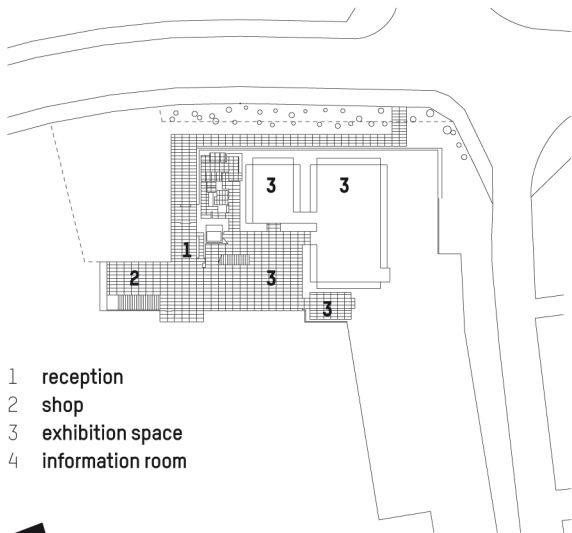 3 3
1
2 3
3
1 reception
2 shop
3 exhibition space
4 information room